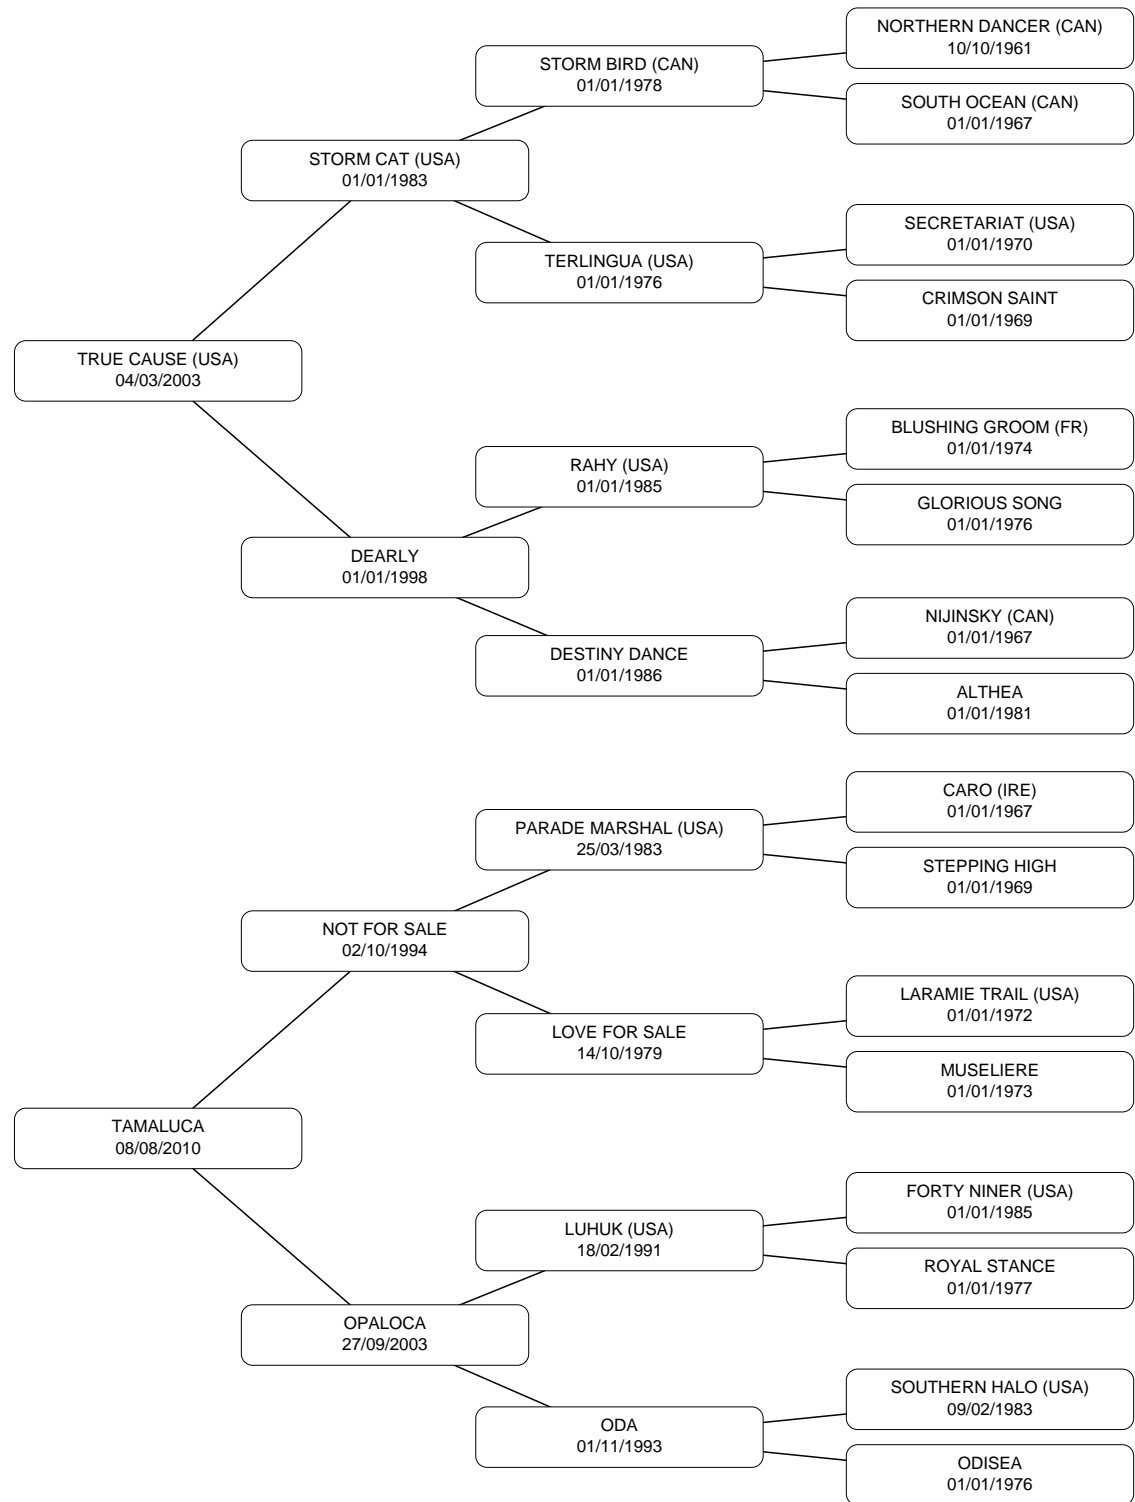 NORTHERN DANCER (CAN)
10/10/1961
STORM BIRD (CAN)
01/01/1978
SOUTH OCEAN (CAN)
01/01/1967
STORM CAT (USA)
01/01/1983
SECRETARIAT (USA)
01/01/1970
TERLINGUA (USA)
01/01/1976
CRIMSON SAINT
01/01/1969
TRUE CAUSE (USA)
04/03/2003
BLUSHING GROOM (FR)
01/01/1974
RAHY (USA)
01/01/1985
GLORIOUS SONG
01/01/1976
DEARLY
01/01/1998
NIJINSKY (CAN)
01/01/1967
DESTINY DANCE
01/01/1986
ALTHEA
01/01/1981
CARO (IRE)
01/01/1967
PARADE MARSHAL (USA)
25/03/1983
STEPPING HIGH
01/01/1969
NOT FOR SALE
02/10/1994
LARAMIE TRAIL (USA)
01/01/1972
LOVE FOR SALE
14/10/1979
MUSELIERE
01/01/1973
TAMALUCA
08/08/2010
FORTY NINER (USA)
01/01/1985
LUHUK (USA)
18/02/1991
ROYAL STANCE
01/01/1977
OPALOCA
27/09/2003
SOUTHERN HALO (USA)
09/02/1983
ODA
01/11/1993
ODISEA
01/01/1976